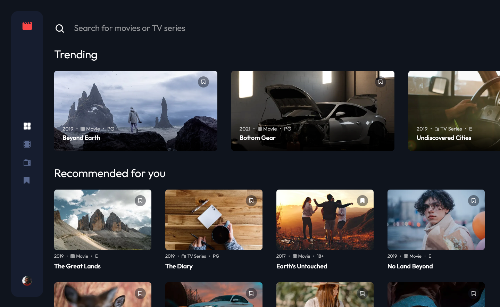 Search for movies or TV series
Trending
2019 • Movie • PG
Beyond Earth
2021 • Movie • PG
Bottom Gear
2019 • TV Series • E
Undiscovered Cities
Recommended for you
2019 • Movie • E
The Great Lands
2019 • TV Series • PG
The Diary
2017 • Movie • 18+
Earth's Untouched
2019 • Movie • E
No Land Beyond